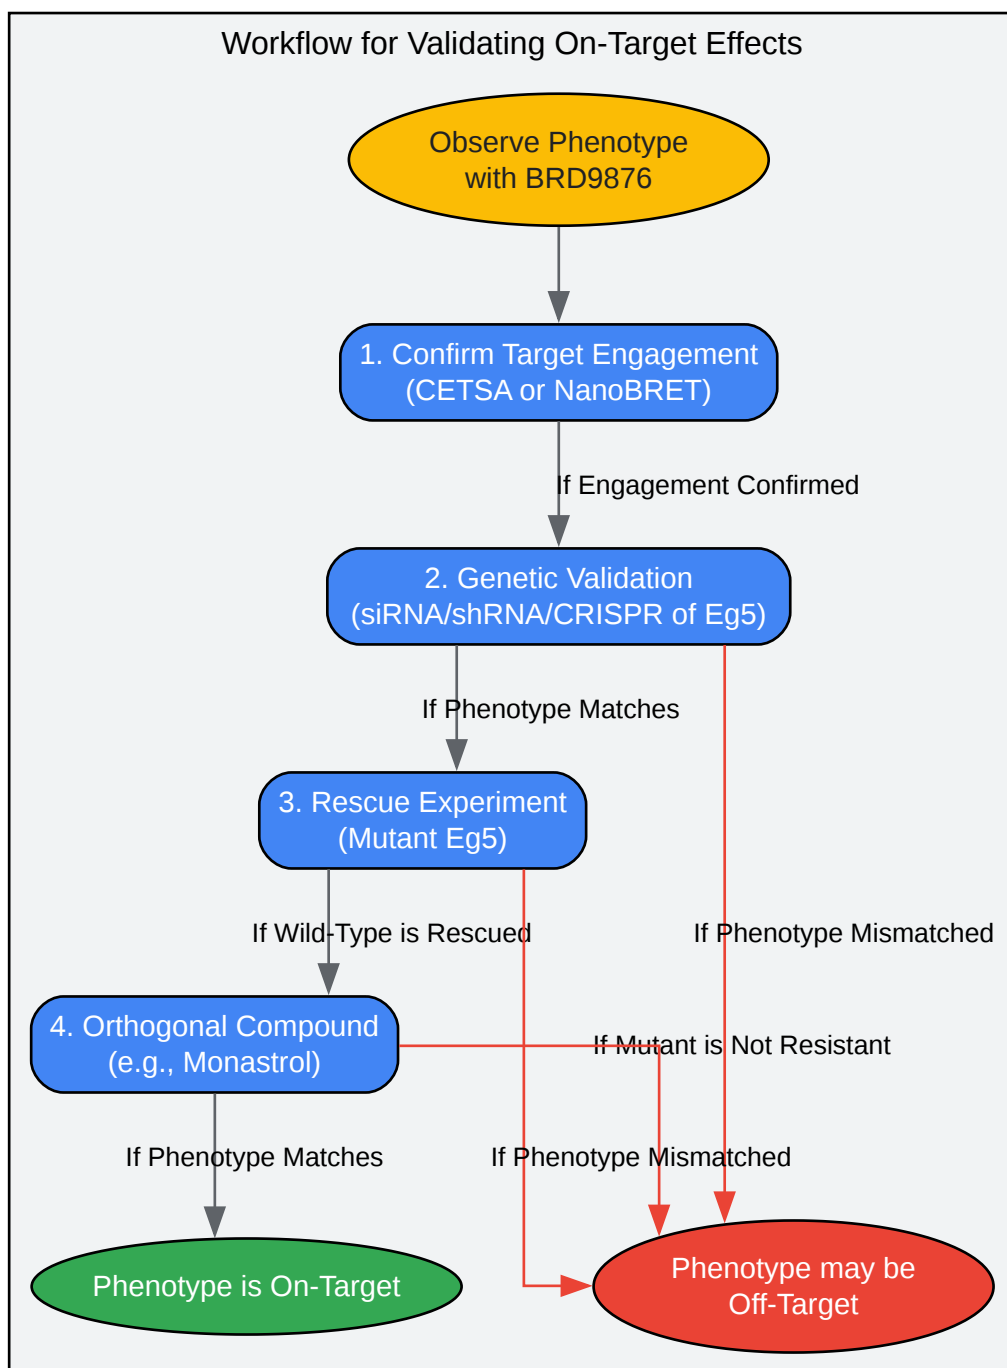 Workflow for Validating On-Target Effects
Observe Phenotype
with BRD9876
1. Confirm Target Engagement
(CETSA or NanoBRET)
If Engagement Confirmed
2. Genetic Validation
(siRNA/shRNA/CRISPR of Eg5)
If Phenotype Matches
3. Rescue Experiment
(Mutant Eg5)
If Wild-Type is Rescued
If Phenotype Mismatched
4. Orthogonal Compound
(e.g., Monastrol)
If Mutant is Not Resistant
If Phenotype Matches
If Phenotype Mismatched
Phenotype is On-Target
Phenotype may be
Off-Target